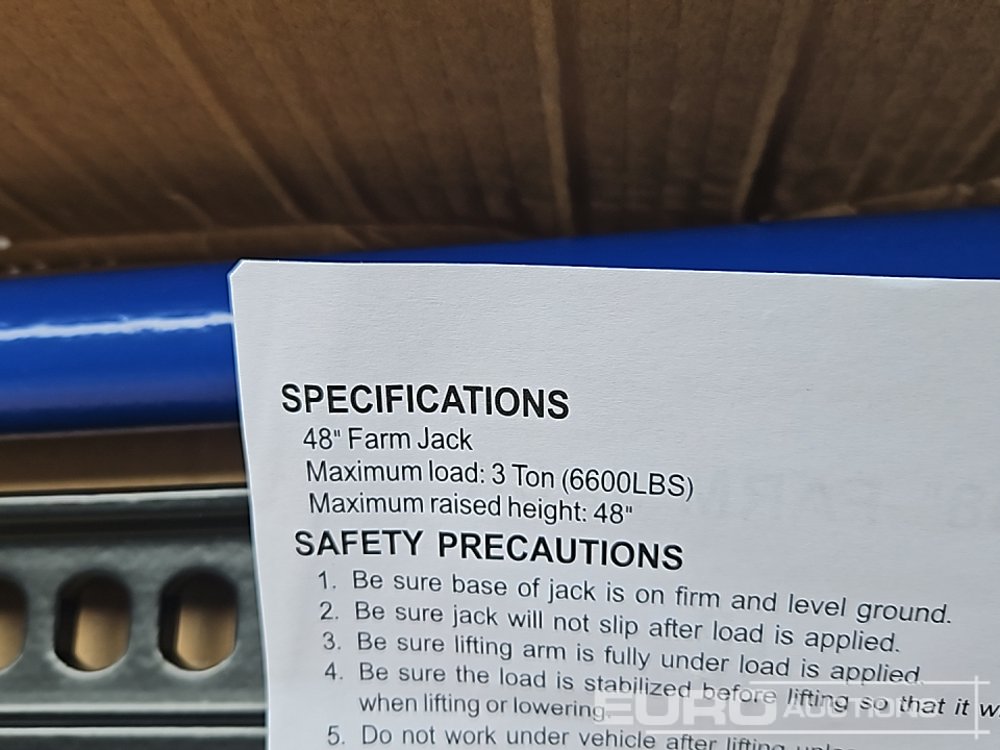 SPECIFICATIONS
48" Farm Jack
Maximum load: 3 Ton (6600LBS)
Maximum raised height: 48"
SAFETY PRECAUTIONS
1. Be sure base of jack is on firm and level ground.
2. Be sure jack will not slip after load is applied.
3. Be sure lifting arm is fully under load is applied.
4. Be sure the load is stabilized before lifting so that it
when lifting or lowering.
EURO AUCTIONS
5. Do not work under vehicle after lifting